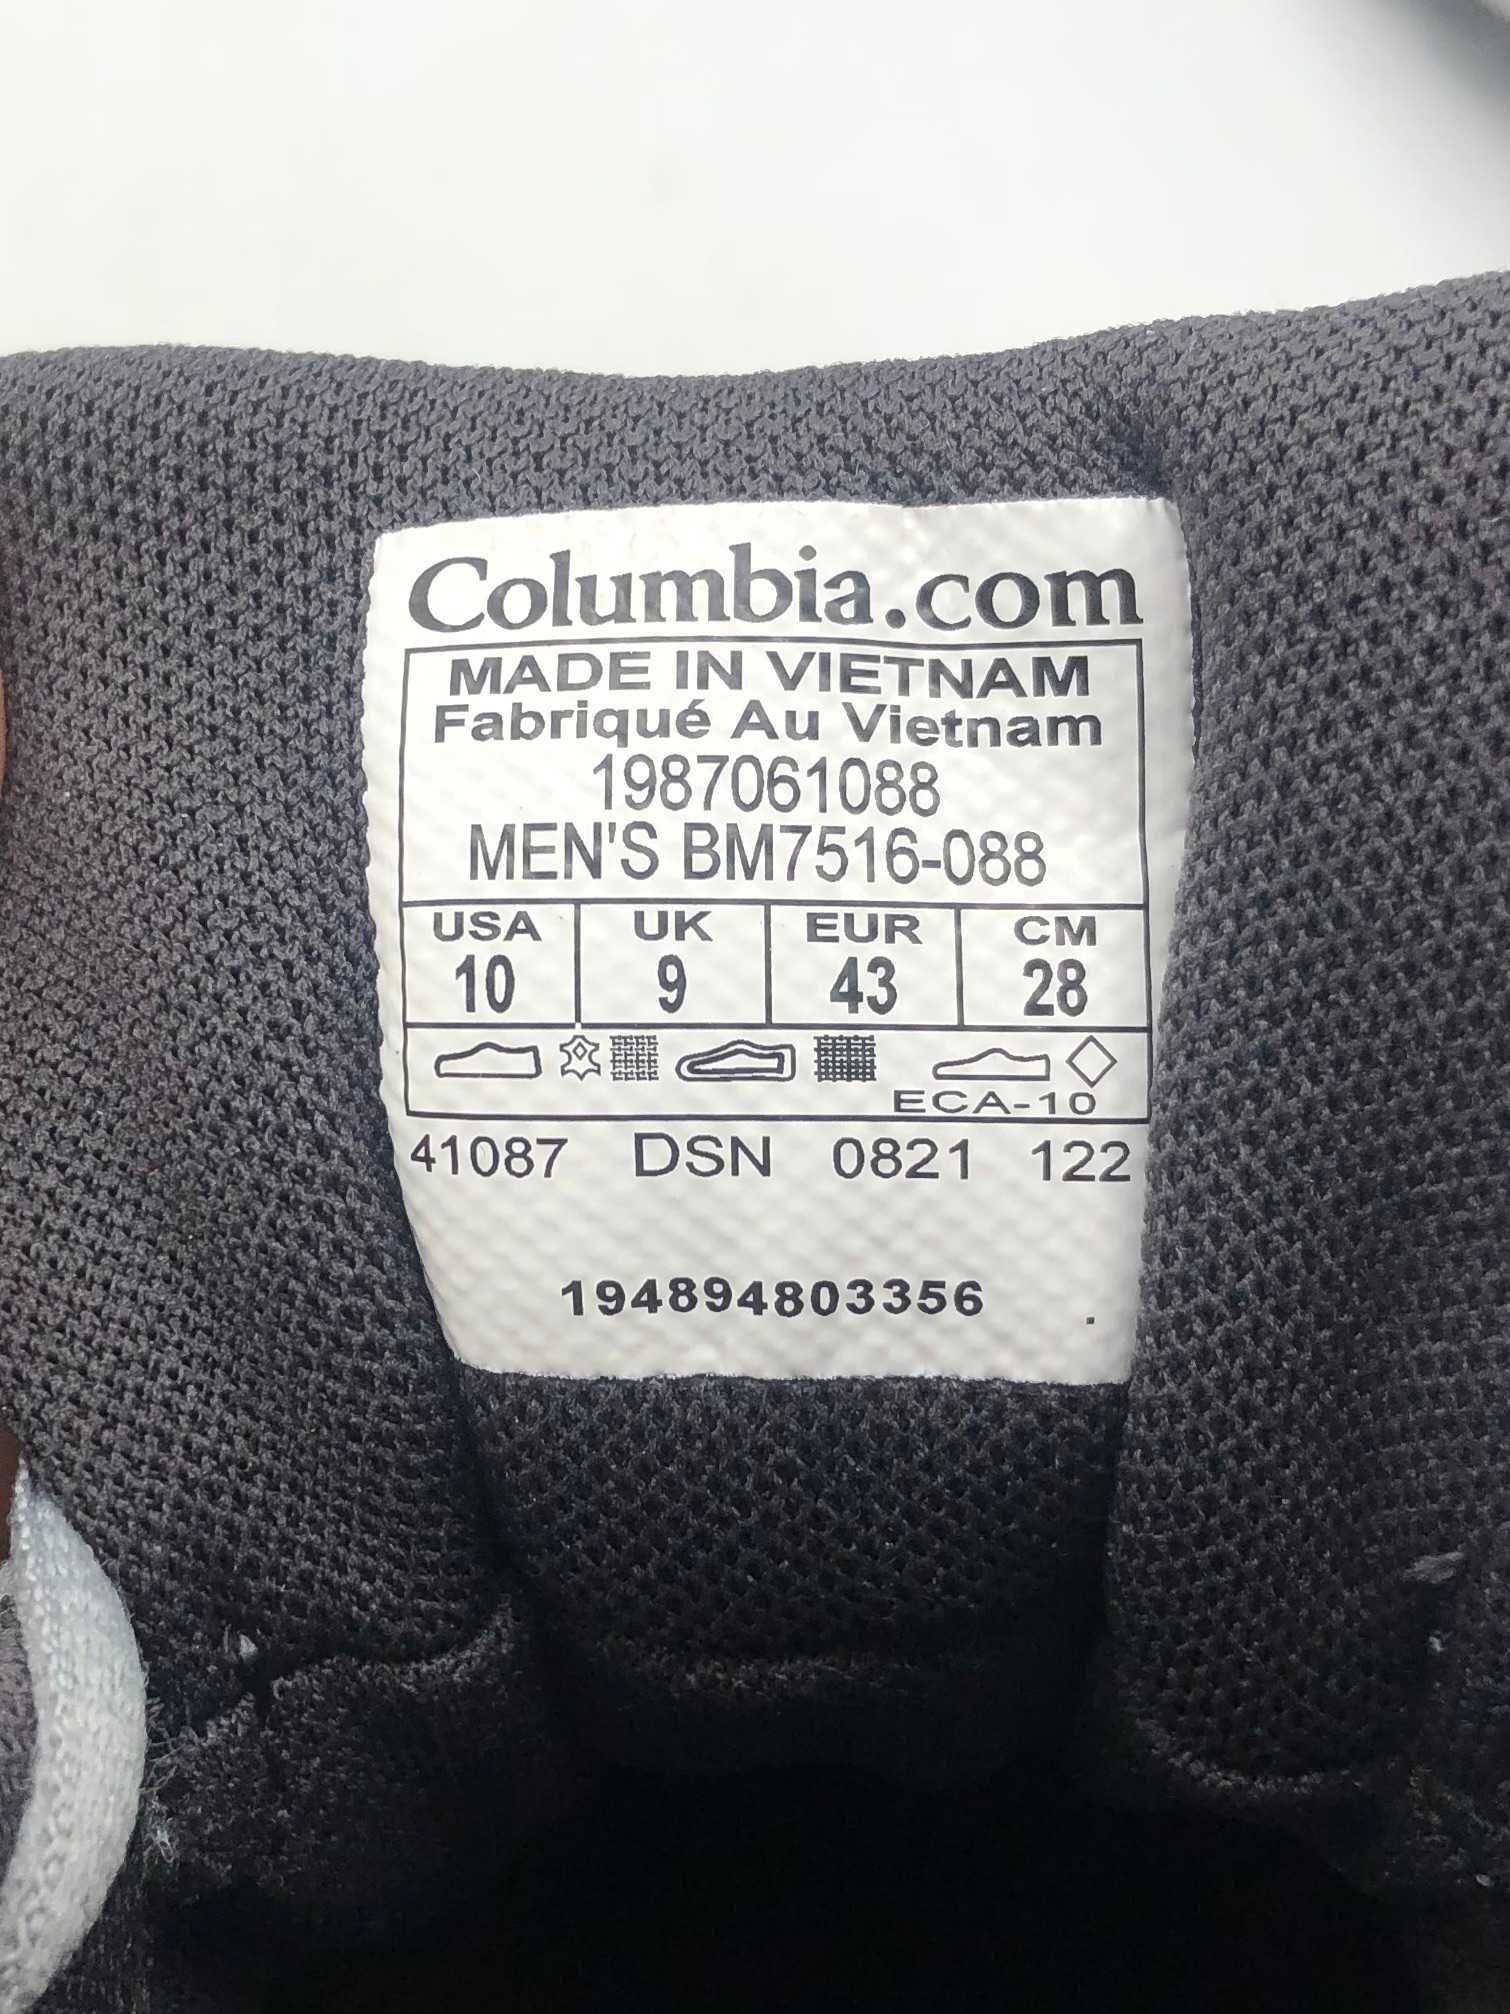 Columbia.com
MADE IN VIETNAM
Fabriqué Au Vietnam
1987061088
MEN'S BM7516-088
USA UK EUR CM
10 9 43 28
ECA-10
41087 DSN 0821 122
194894803356